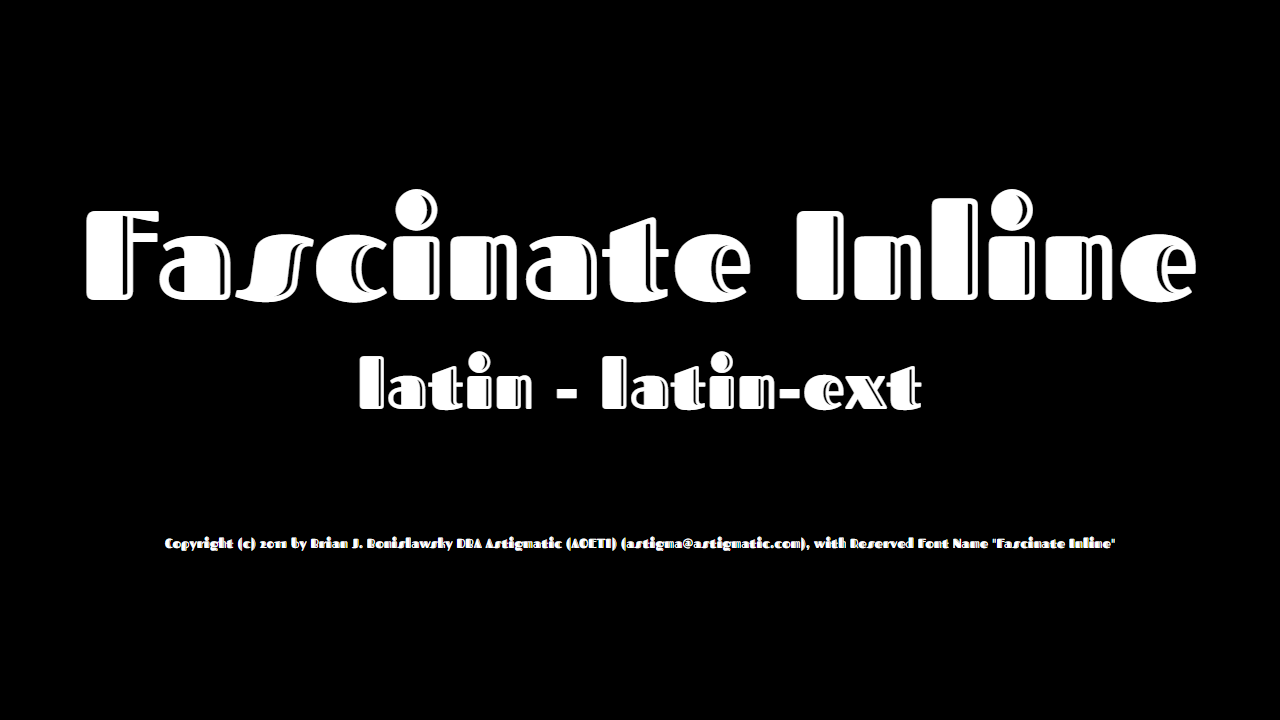 Fascinate Inline
latin - latin-ext
Copyright (c) 2011 by Brian J. Bonislawsky DBA Astigmatic (AOETI) (astigma@astigmatic.com), with Reserved Font Name "Fascinate Inline"